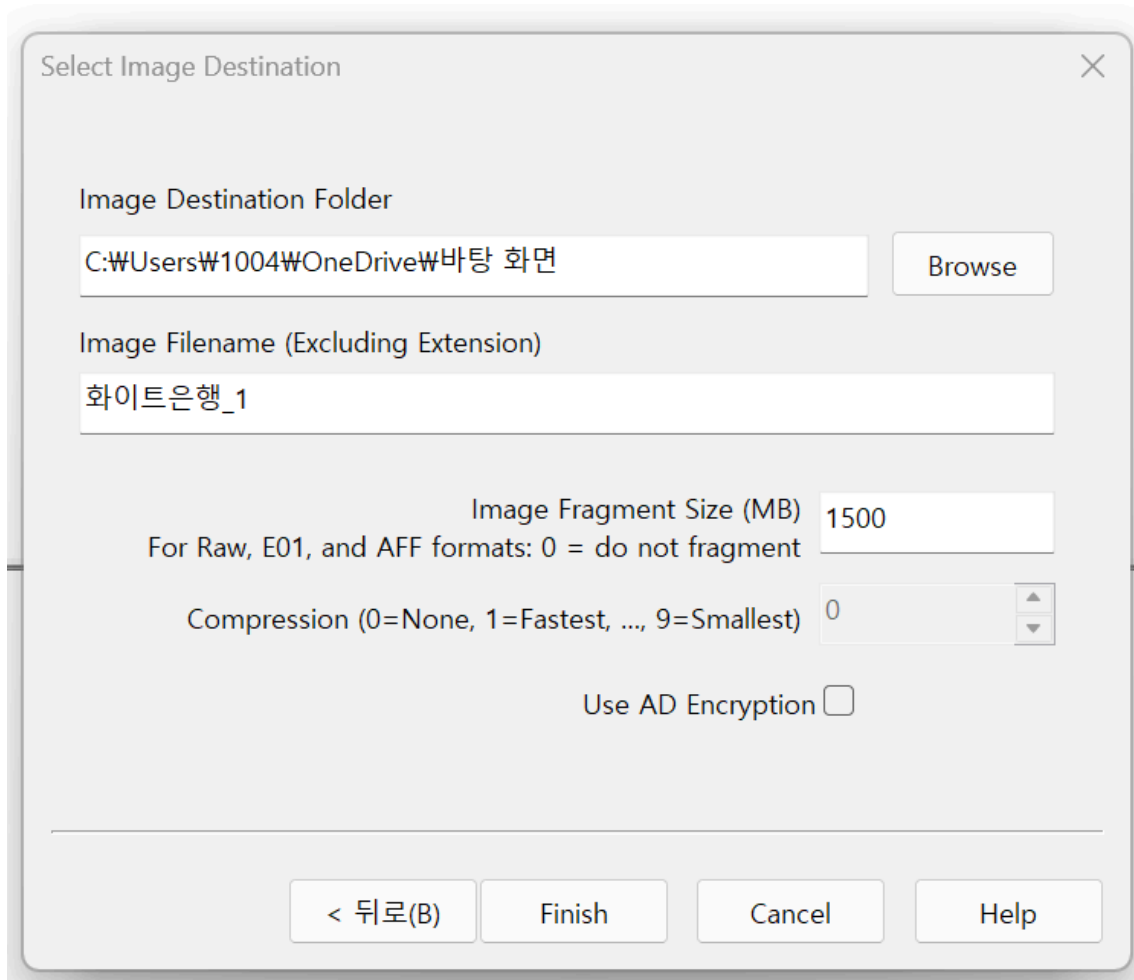 Select Image Destination
Image Destination Folder
C:₩Users₩1004₩OneDrive₩바탕 화면
Browse
Image Filename (Excluding Extension)
화이트은행_1
Image Fragment Size (MB)
1500
For Raw, E01, and AFF formats: 0 = do not fragment
Compression (0=None, 1=Fastest, ..., 9=Smallest)
0
Use AD Encryption
< 뒤로(B)
Finish
Cancel
Help